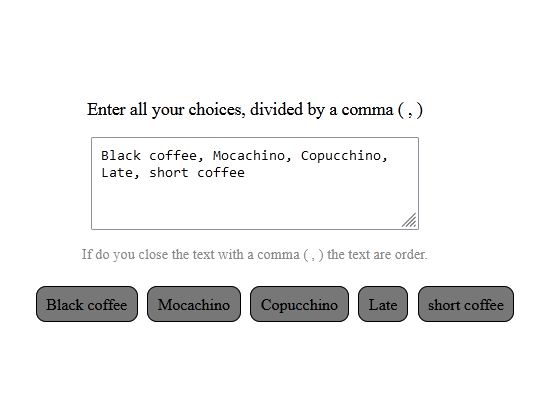 Enter all your choices, divided by a comma ( , )
Black coffee, Mocachino, Copucchino,
Late, short coffee
If do you close the text with a comma ( , ) the text are order.
Black coffee Mocachino Copucchino Late short coffee